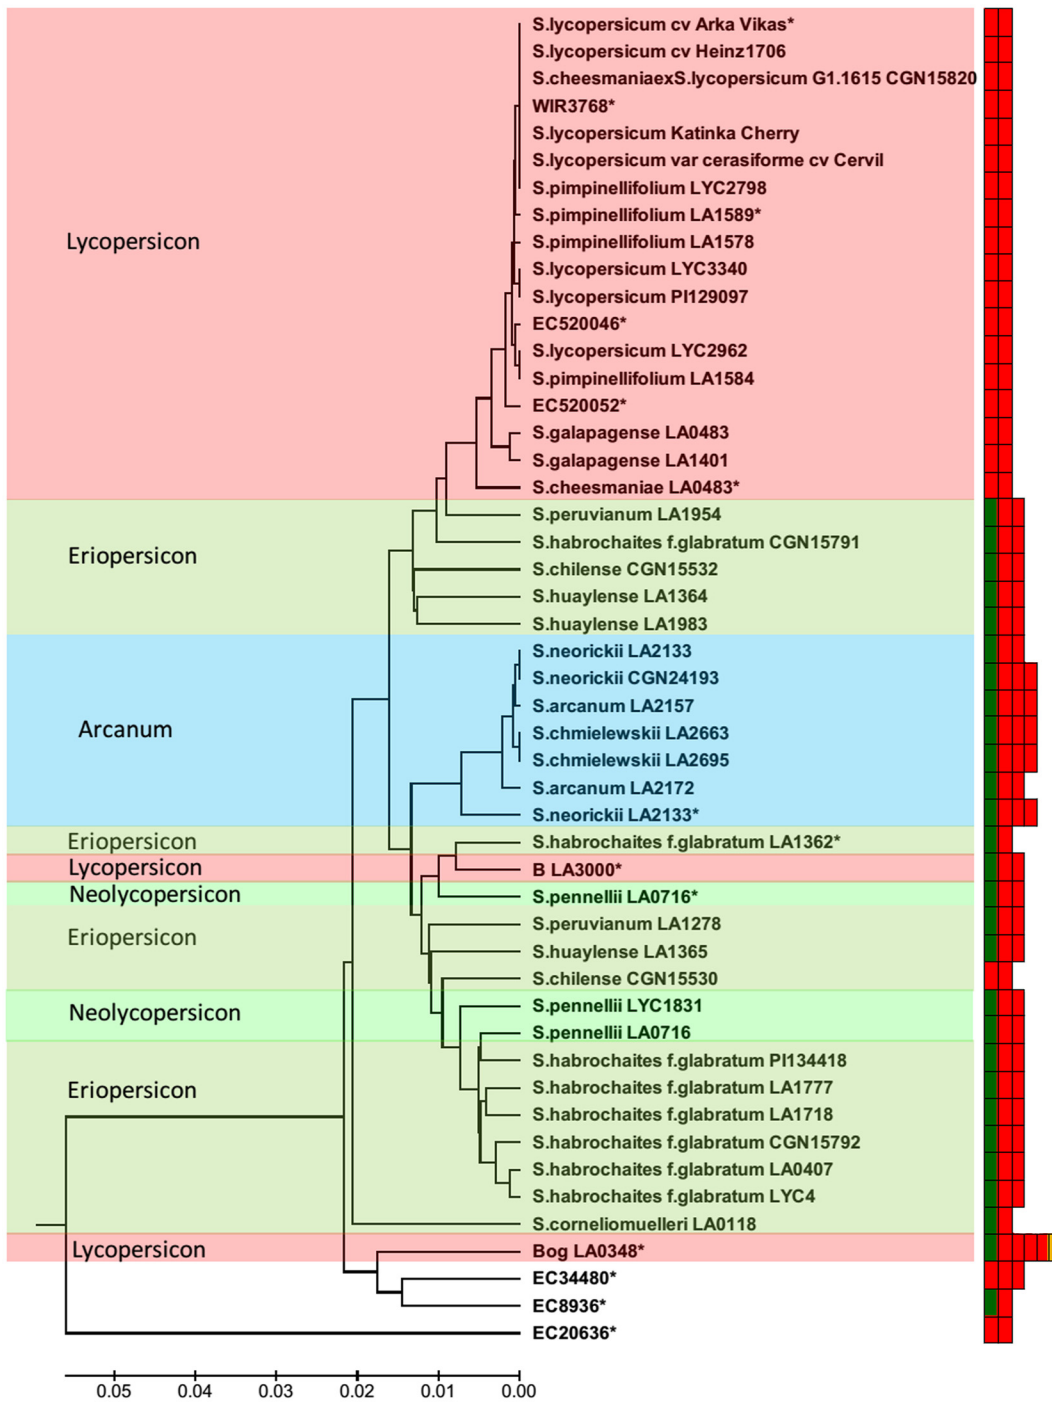 S.lycopersicum cv Arka Vikas*
S.lycopersicum cv Heinz1706
S.cheesmaniaexS.lycopersicum G1.1615 CGN15820
WIR3768*
S.lycopersicum Katinka Cherry
S.lycopersicum var cerasiforme cv Cervil
S.pimpinellifolium LYC2798
S.pimpinellifolium LA1589*
Lycopersicon
S.pimpinellifolium LA1578
S.lycopersicum LYC3340
S.lycopersicum PI129097
EC520046*
S.lycopersicum LYC2962
S.pimpinellifolium LA1584
EC520052*
S.galapagense LA0483
S.galapagense LA1401
S.cheesmaniae LA0483*
S.peruvianum LA1954
S.habrochaites f.glabratum CGN15791
Eriopersicon
S.chilense CGN15532
S.huaylense LA1364
S.huaylense LA1983
S.neorickii LA2133
S.neorickii CGN24193
S.arcanum LA2157
Arcanum
S.chmielewskii LA2663
S.chmielewskii LA2695
S.arcanum LA2172
S.neorickii LA2133*
Eriopersicon
S.habrochaites f.glabratum LA1362*
Lycopersicon
B LA3000*
Neolycopersicon
S.pennellii LA0716*
S.peruvianum LA1278
Eriopersicon
S.huaylense LA1365
S.chilense CGN15530
S.pennellii LYC1831
Neolycopersicon
S.pennellii LA0716
S.habrochaites f.glabratum PI134418
Eriopersicon
S.habrochaites f.glabratum LA1777
S.habrochaites f.glabratum LA1718
S.habrochaites f.glabratum CGN15792
S.habrochaites f.glabratum LA0407
S.habrochaites f.glabratum LYC4
S.corneliomuelleri LA0118
Lycopersicon
Bog LA0348*
EC34480*
EC8936*
EC20636*
0.05 0.04 0.03 0.02 0.01 0.00